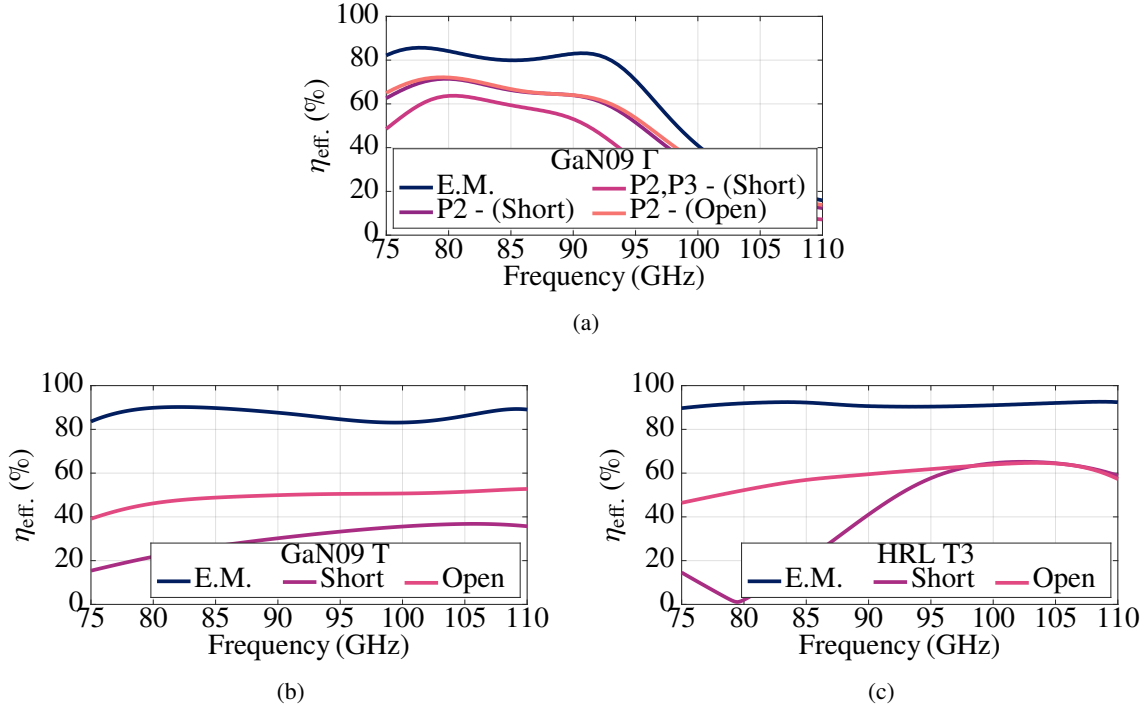 100
80
60
40
20
0
η_eff. (%)
GaN09 Γ
E.M.
P2,P3 - (Short)
P2 - (Short)
P2 - (Open)
75 80 85 90 95 100 105 110
Frequency (GHz)
(a)
100
80
60
40
20
0
η_eff. (%)
GaN09 T
E.M. Short Open
75 80 85 90 95 100 105 110
Frequency (GHz)
(b)
100
80
60
40
20
0
η_eff. (%)
HRL T3
E.M. Short Open
75 80 85 90 95 100 105 110
Frequency (GHz)
(c)